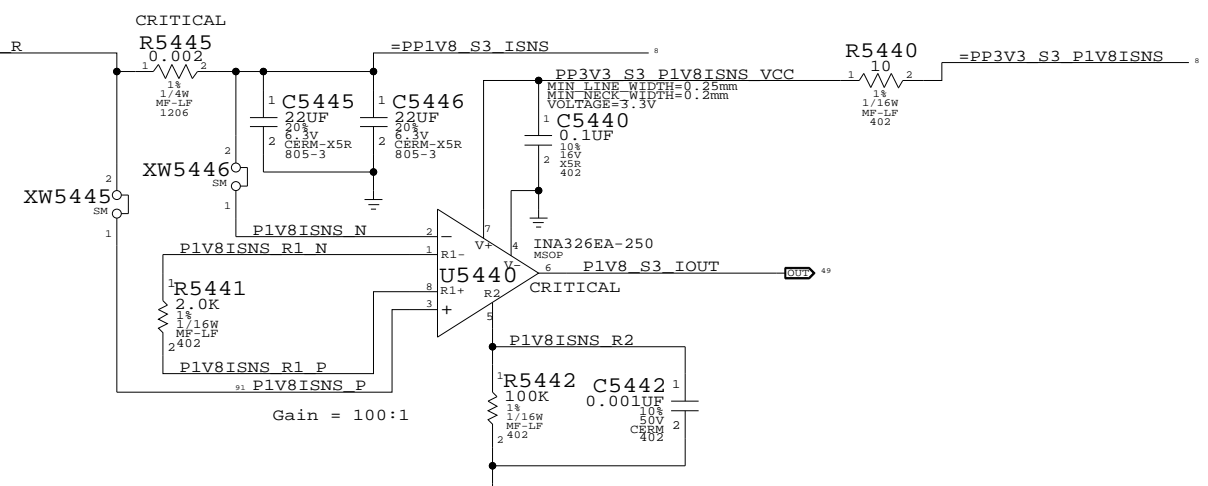 CRITICAL
_R
R5445
0.002
1
2
1%
1/4W
MF-LF
1206
=PP1V8_S3_ISNS
8
R5440
10
1
2
1%
1/16W
MF-LF
402
=PP3V3_S3_P1V8ISNS
8
PP3V3_S3_P1V8ISNS_VCC
MIN_LINE_WIDTH=0.25mm
MIN_NECK_WIDTH=0.2mm
VOLTAGE=3.3V
1
C5445
22UF
20%
6.3V
CERM-X5R
805-3
2
1
C5446
22UF
20%
6.3V
CERM-X5R
805-3
2
1
C5440
0.1UF
10%
16V
X5R
402
2
2
XW5446
SM
1
2
XW5445
SM
1
P1V8ISNS_N
2
−
P1V8ISNS_R1_N
1
R1-
7
V+
4
V-
INA326EA-250
MSOP
U5440
6
P1V8_S3_IOUT
OUT
49
CRITICAL
8
R1+
R2
3
+
5
1
R5441
2.0K
1%
1/16W
MF-LF
402
2
P1V8ISNS_R1_P
91 P1V8ISNS_P
Gain = 100:1
P1V8ISNS_R2
1
R5442
100K
1%
1/16W
MF-LF
402
2
C5442
1
0.001UF
10%
50V
CERM
402
2